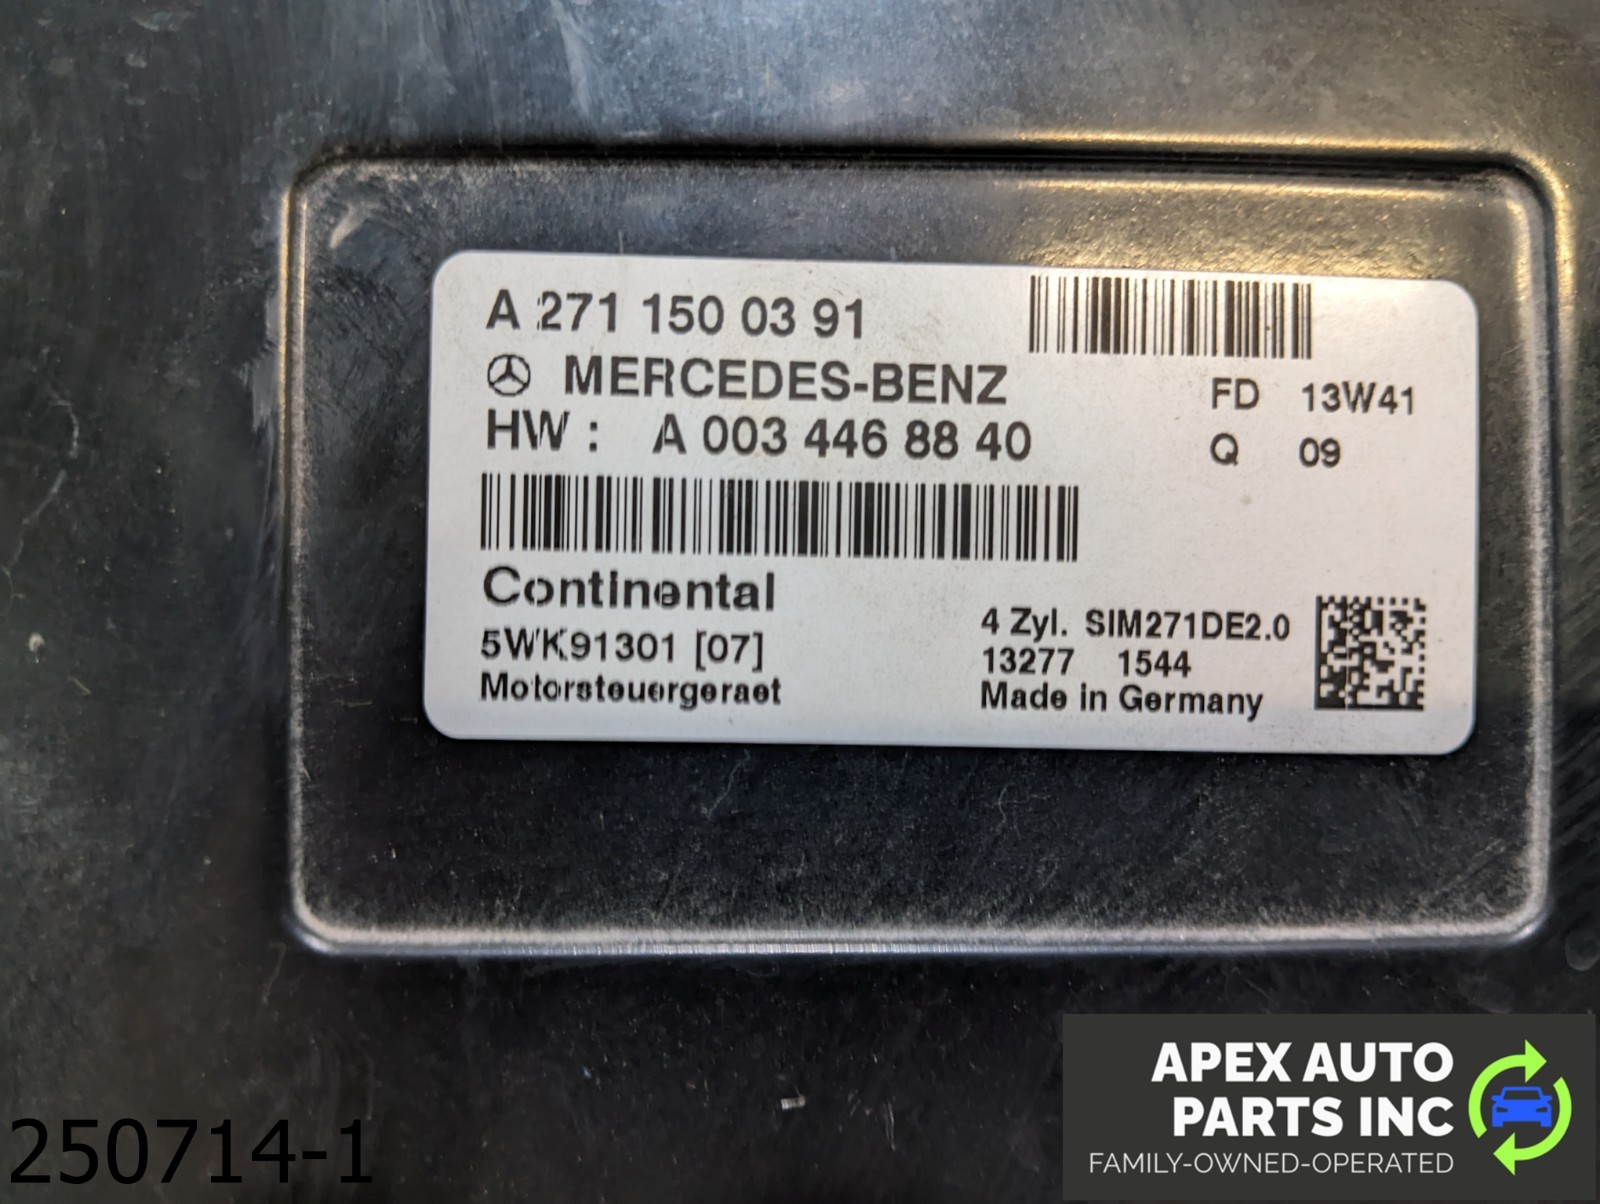 A 271 150 03 91
MERCEDES-BENZ
HW : A 003 446 88 40
FD 13W41
Q 09
Continental
5WK91301 [07]
Motorsteuergeraet
4 Zyl. SIM271DE2.0
13277 1544
Made in Germany
250714-1
APEX AUTO
PARTS INC
FAMILY-OWNED-OPERATED